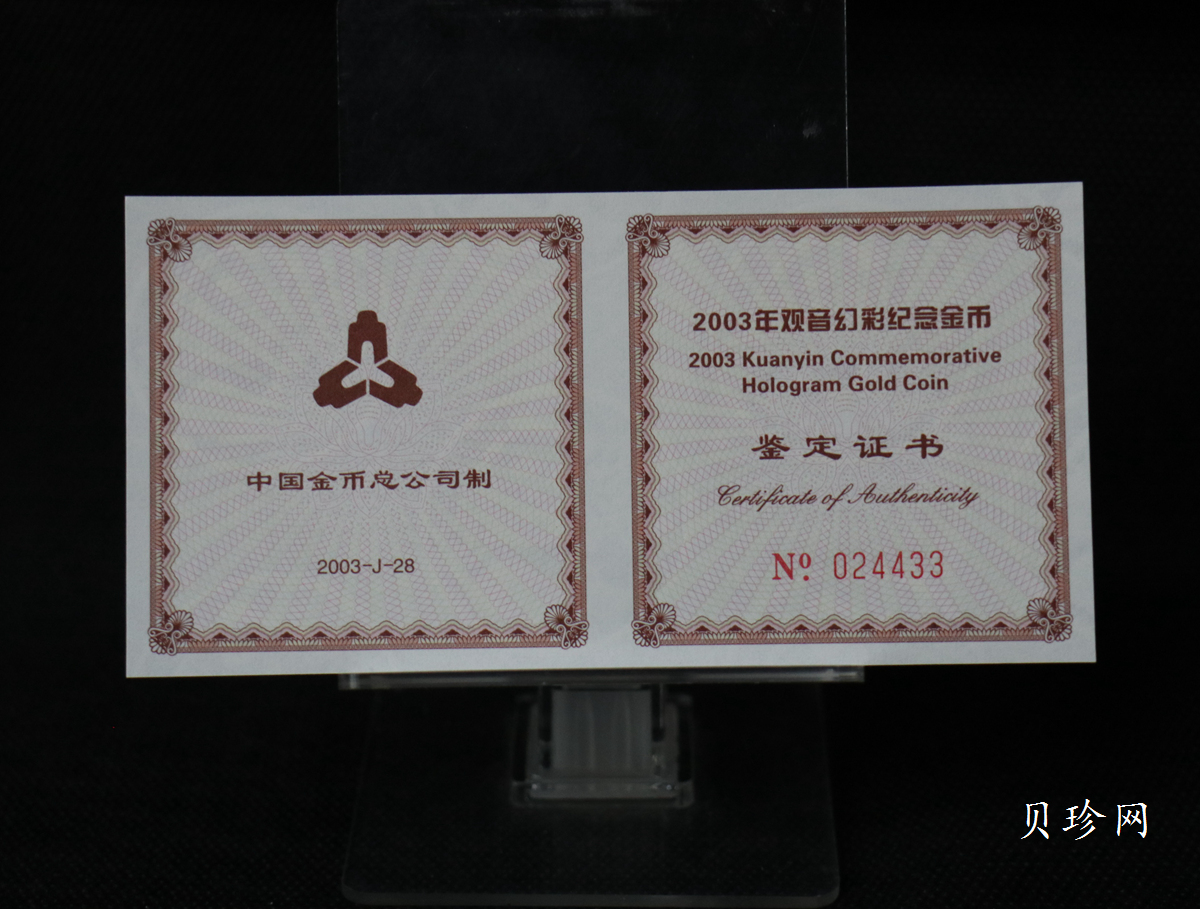 中国金币总公司制
2003-J-28
2003年观音幻彩纪念金币
2003 Kuanyin Commemorative
Hologram Gold Coin
鉴定证书
Certificate of Authenticity
Nº. 024433
贝珍网